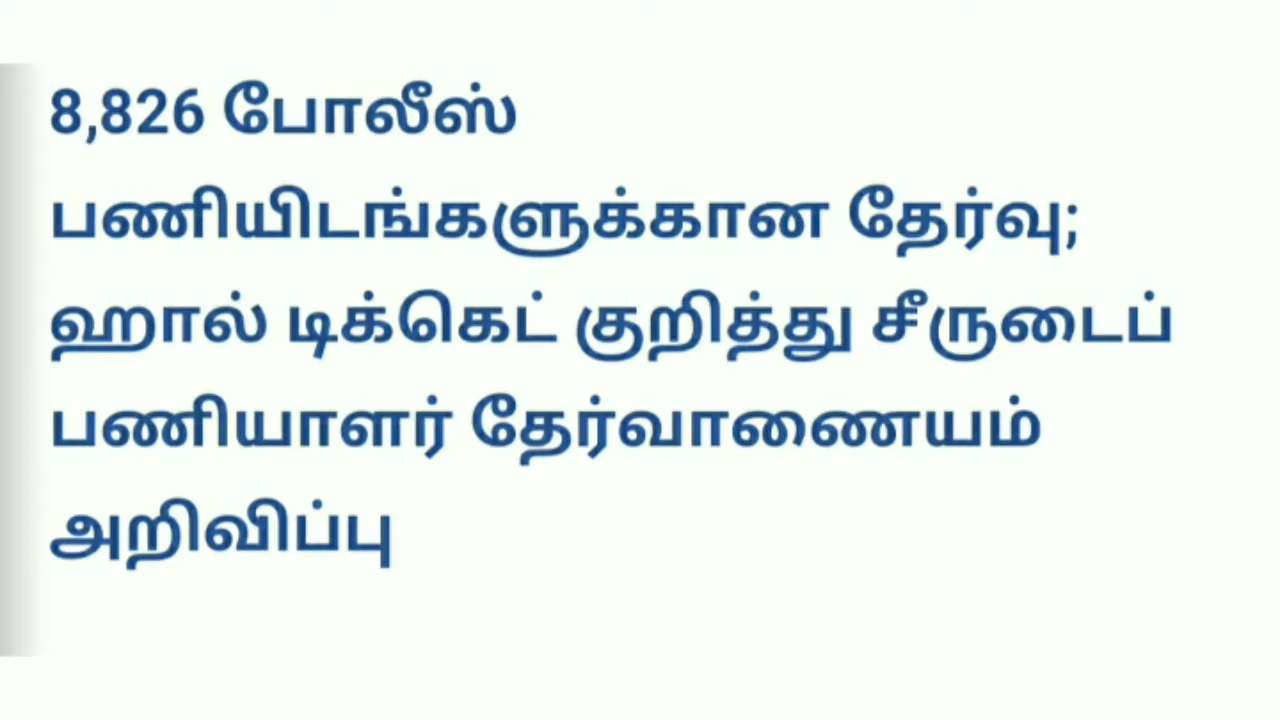 8,826 போலீஸ்
பணியிடங்களுக்கான தேர்வு;
ஹால் டிக்கெட் குறித்து சீருடைப்
பணியாளர் தேர்வாணையம்
அறிவிப்பு